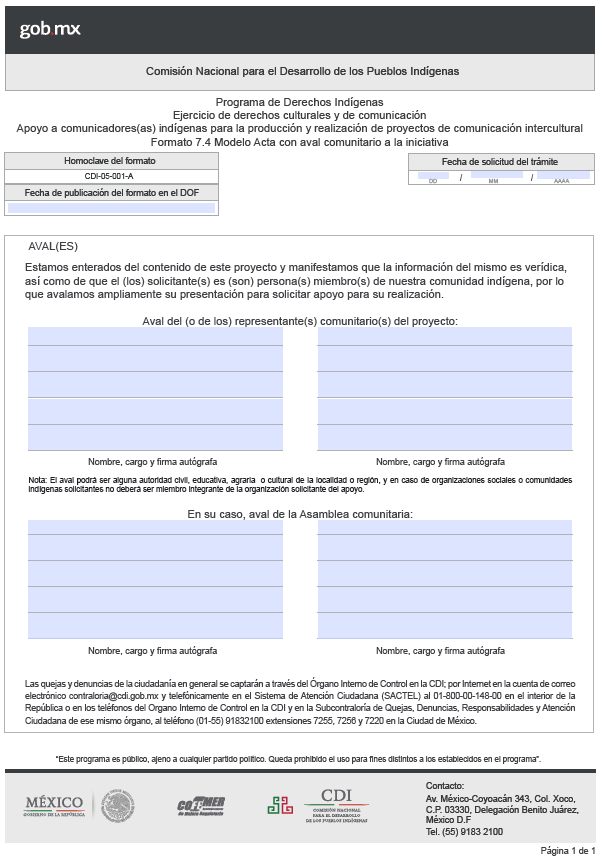 gob.mx
Comisión Nacional para el Desarrollo de los Pueblos Indígenas
Programa de Derechos Indígenas
Ejercicio de derechos culturales y de comunicación
Apoyo a comunicadores(as) indígenas para la producción y realización de proyectos de comunicación intercultural
Formato 7.4 Modelo Acta con aval comunitario a la iniciativa
Homoclave del formato
CDI-05-001-A
Fecha de publicación del formato en el DOF
Fecha de solicitud del trámite
/ /
DD MM AAAA
AVAL(ES)
Estamos enterados del contenido de este proyecto y manifestamos que la información del mismo es verídica,
así como de que el (los) solicitante(s) es (son) persona(s) miembro(s) de nuestra comunidad indígena, por lo
que avalamos ampliamente su presentación para solicitar apoyo para su realización.
Aval del (o de los) representante(s) comunitario(s) del proyecto:
Nombre, cargo y firma autógrafa
Nombre, cargo y firma autógrafa
Nota: El aval podrá ser alguna autoridad civil, educativa, agraria o cultural de la localidad o región, y en caso de organizaciones sociales o comunidades
indígenas solicitantes no deberá ser miembro integrante de la organización solicitante del apoyo.
En su caso, aval de la Asamblea comunitaria:
Nombre, cargo y firma autógrafa
Nombre, cargo y firma autógrafa
Las quejas y denuncias de la ciudadanía en general se captarán a través del Órgano Interno de Control en la CDI; por Internet en la cuenta de correo
electrónico contraloria@cdi.gob.mx y telefónicamente en el Sistema de Atención Ciudadana (SACTEL) al 01-800-00-148-00 en el interior de la
República o en los teléfonos del Organo Interno de Control en la CDI y en la Subcontraloría de Quejas, Denuncias, Responsabilidades y Atención
Ciudadana de ese mismo órgano, al teléfono (01-55) 91832100 extensiones 7255, 7256 y 7220 en la Ciudad de México.
"Este programa es público, ajeno a cualquier partido político. Queda prohibido el uso para fines distintos a los establecidos en el programa".
MÉXICO
GOBIERNO DE LA REPÚBLICA
COFEMER
CDI
COMISIÓN NACIONAL
PARA EL DESARROLLO
DE LOS PUEBLOS INDÍGENAS
Contacto:
Av. México-Coyoacán 343, Col. Xoco,
C.P. 03330, Delegación Benito Juárez,
México D.F
Tel. (55) 9183 2100
Página 1 de 1